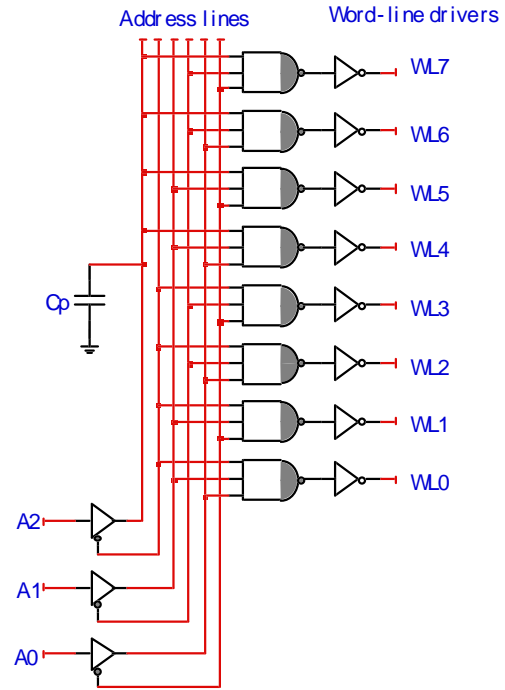 Address lines
Word-line drivers
WL7
WL6
WL5
WL4
Cp
WL3
WL2
WL1
WL0
A2
A1
A0